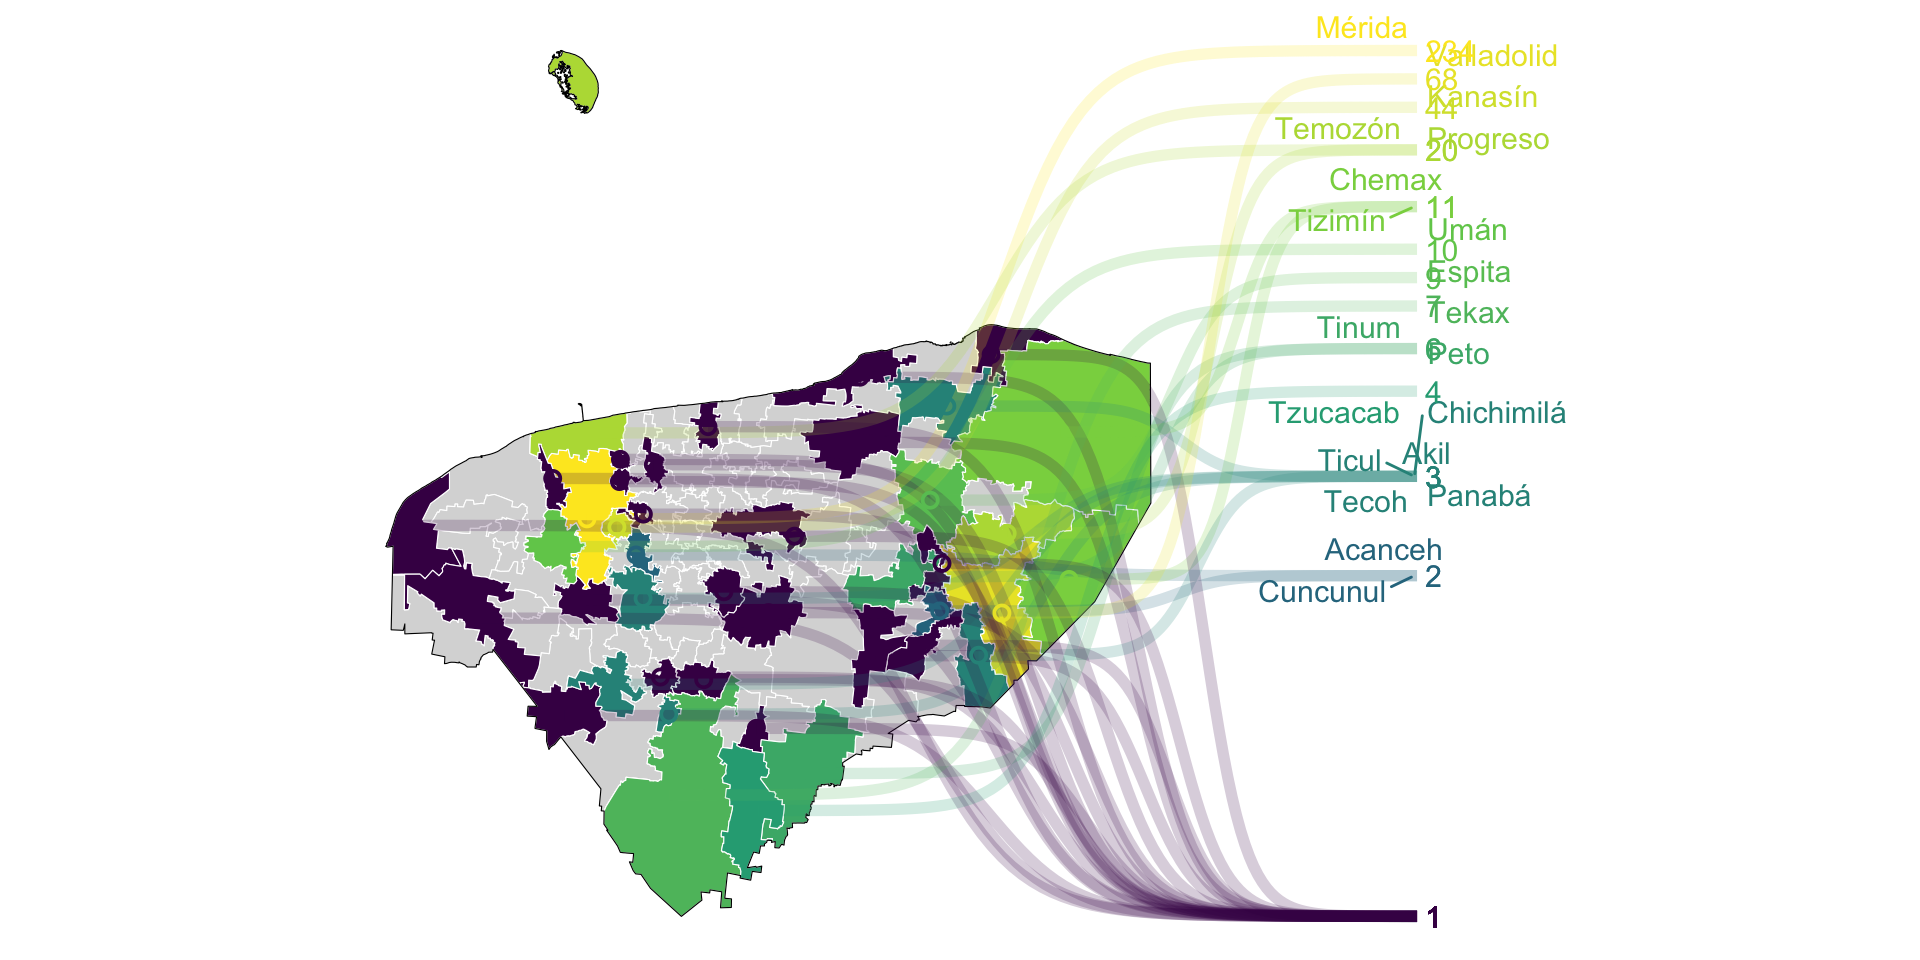 Mérida
234
Valladolid
68
Kanasín
44
Temozón
Progreso
20
Chemax
11
Tizimín
Umán
10
Espita
9
7
Tekax
Tinum
6
Peto
4
Tzucacab
Chichimilá
Akil
Ticul
3
Tecoh
Panabá
Acanceh
2
Cuncunul
1